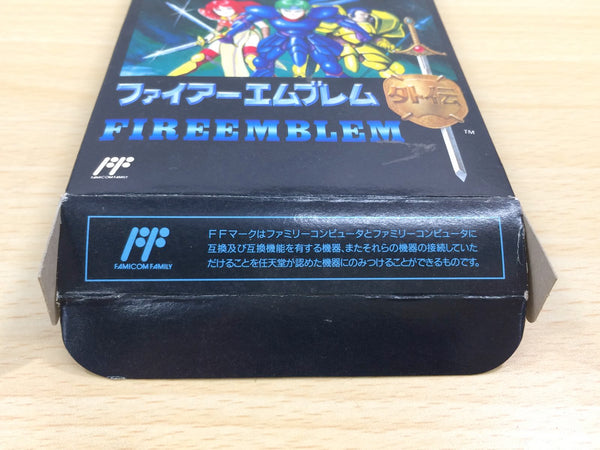 ファイアーエムブレム 外伝
FIREEMBLEM
TM
FF
FAMICOM FAMILY
FF
FAMICOM FAMILY
FFマークはファミリーコンピュータとファミリーコンピュータに
互換及び互換機能を有する機器、またそれらの機器の接続していた
だけることを任天堂が認めた機器にのみつけることができるものです。